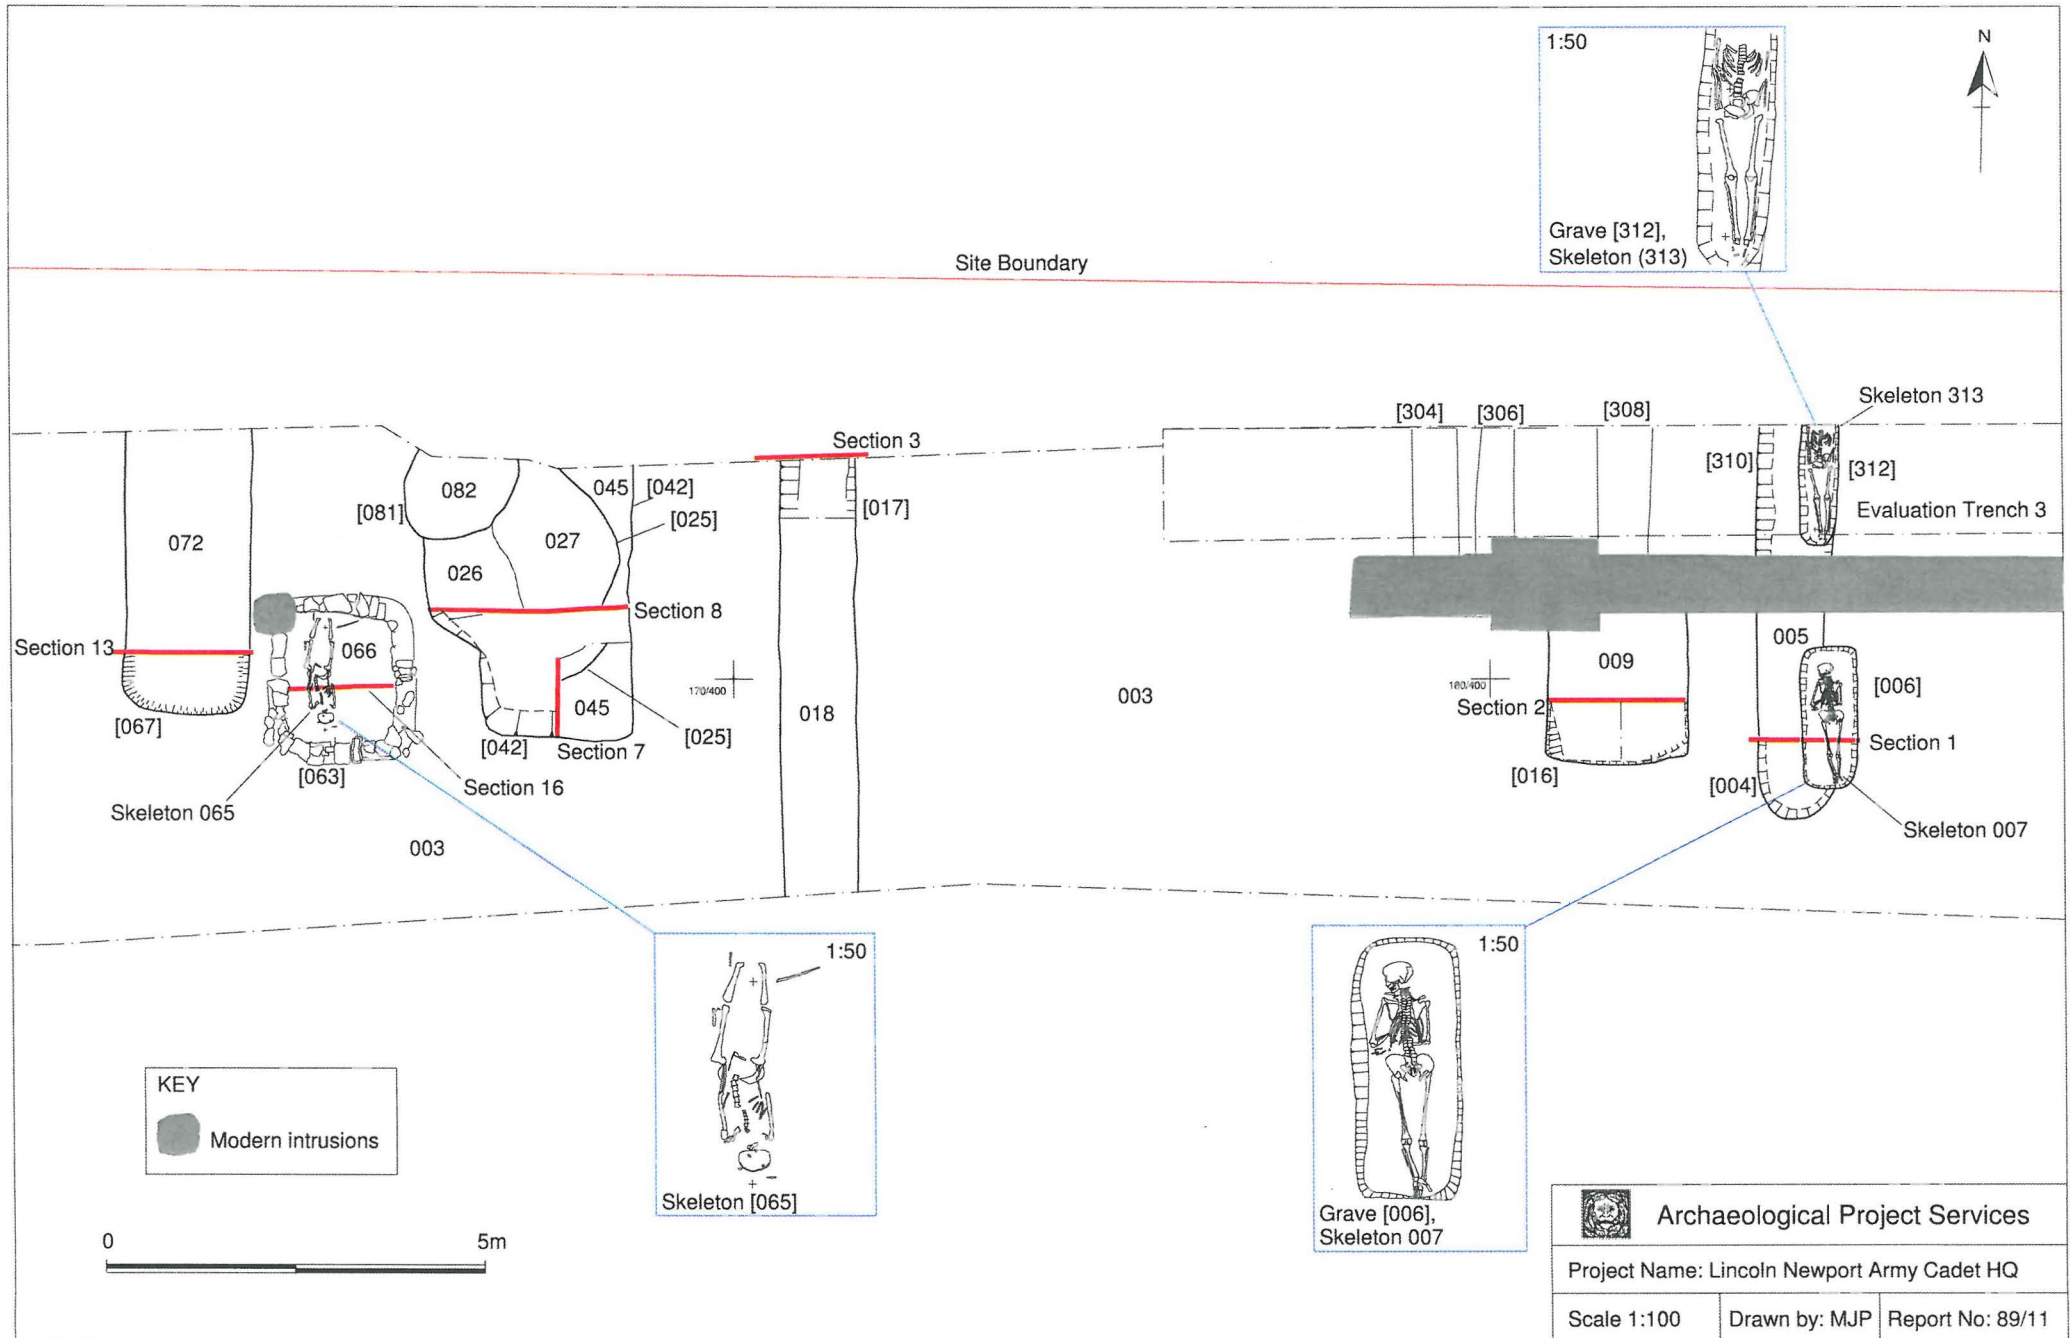 1:50
N
Grave [312],
Skeleton (313)
Site Boundary
Skeleton 313
[304]
[306]
[308]
Section 3
[310]
[312]
Evaluation Trench 3
082
045
[042]
[081]
[025]
[017]
072
027
026
Section 8
Section 13
066
005
009
170/400
180/400
003
[006]
018
Section 2
045
[025]
[067]
[042]
Section 7
Section 1
[063]
Section 16
[016]
[004]
Skeleton 065
Skeleton 007
003
1:50
Skeleton [065]
1:50
Grave [006],
Skeleton 007
KEY
Modern intrusions
0 5m
Archaeological Project Services
Project Name: Lincoln Newport Army Cadet HQ
Scale 1:100
Drawn by: MJP
Report No: 89/11